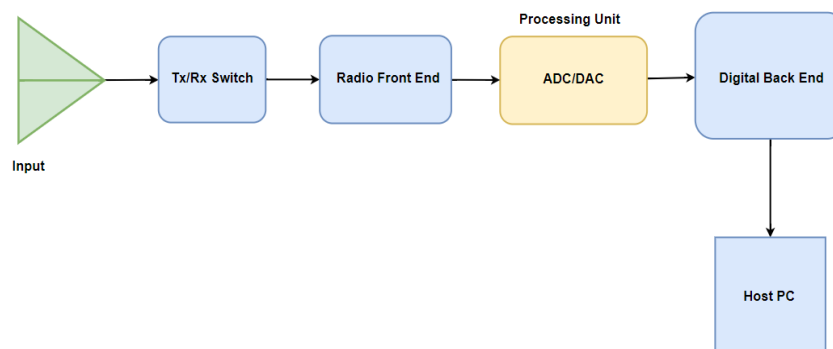 Processing Unit
Tx/Rx Switch
Radio Front End
ADC/DAC
Digital Back End
Input
Host PC